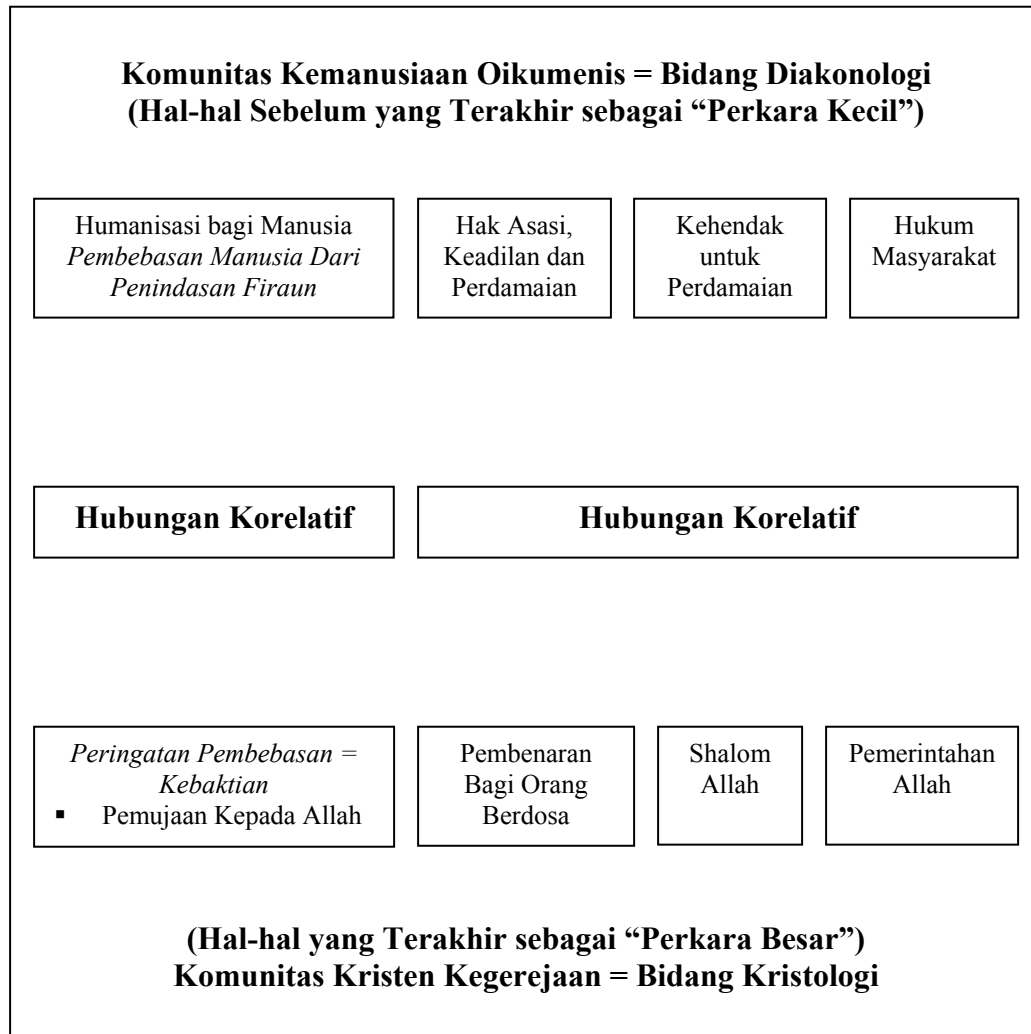 Komunitas Kemanusiaan Oikumenis = Bidang Diakonologi
(Hal-hal Sebelum yang Terakhir sebagai “Perkara Kecil”)
Humanisasi bagi Manusia
Pembebasan Manusia Dari
Penindasan Firaun
Hak Asasi,
Keadilan dan
Perdamaian
Kehendak
untuk
Perdamaian
Hukum
Masyarakat
Hubungan Korelatif
Hubungan Korelatif
Peringatan Pembebasan =
Kebaktian
▪ Pemujaan Kepada Allah
Pembenaran
Bagi Orang
Berdosa
Shalom
Allah
Pemerintahan
Allah
(Hal-hal yang Terakhir sebagai “Perkara Besar”)
Komunitas Kristen Kegerejaan = Bidang Kristologi